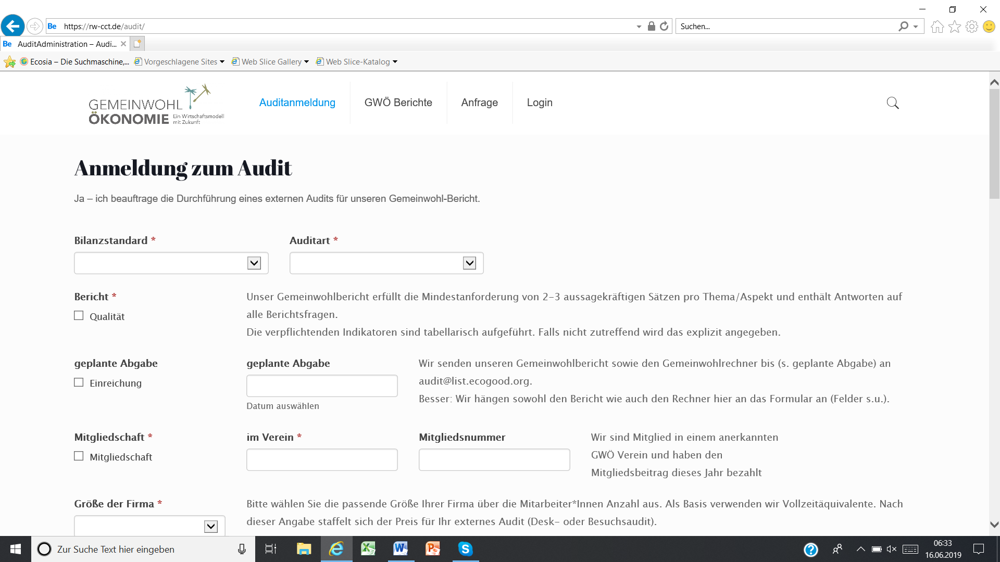 Be https://rw-cct.de/audit/
Suchen...
Be AuditAdministration – Audi...
Ecosia – Die Suchmaschine,... Vorgeschlagene Sites Web Slice Gallery Web Slice-Katalog
GEMEINWOHL
ÖKONOMIE Ein Wirtschaftsmodell
mit Zukunft
Auditanmeldung GWÖ Berichte Anfrage Login
Anmeldung zum Audit
Ja – ich beauftrage die Durchführung eines externen Audits für unseren Gemeinwohl-Bericht.
Bilanzstandard * Auditart *
Bericht *
Qualität
Unser Gemeinwohlbericht erfüllt die Mindestanforderung von 2-3 aussagekräftigen Sätzen pro Thema/Aspekt und enthält Antworten auf
alle Berichtsfragen.
Die verpflichtenden Indikatoren sind tabellarisch aufgeführt. Falls nicht zutreffend wird das explizit angegeben.
geplante Abgabe
Einreichung
geplante Abgabe
Datum auswählen
Wir senden unseren Gemeinwohlbericht sowie den Gemeinwohlrechner bis (s. geplante Abgabe) an
audit@list.ecogood.org.
Besser: Wir hängen sowohl den Bericht wie auch den Rechner hier an das Formular an (Felder s.u.).
Mitgliedschaft *
Mitgliedschaft
im Verein *
Mitgliedsnummer
Wir sind Mitglied in einem anerkannten
GWÖ Verein und haben den
Mitgliedsbeitrag dieses Jahr bezahlt
Größe der Firma *
Bitte wählen Sie die passende Größe Ihrer Firma über die Mitarbeiter*Innen Anzahl aus. Als Basis verwenden wir Vollzeitäquivalente. Nach
dieser Angabe staffelt sich der Preis für Ihr externes Audit (Desk- oder Besuchsaudit).
Zur Suche Text hier eingeben
06:33
16.06.2019